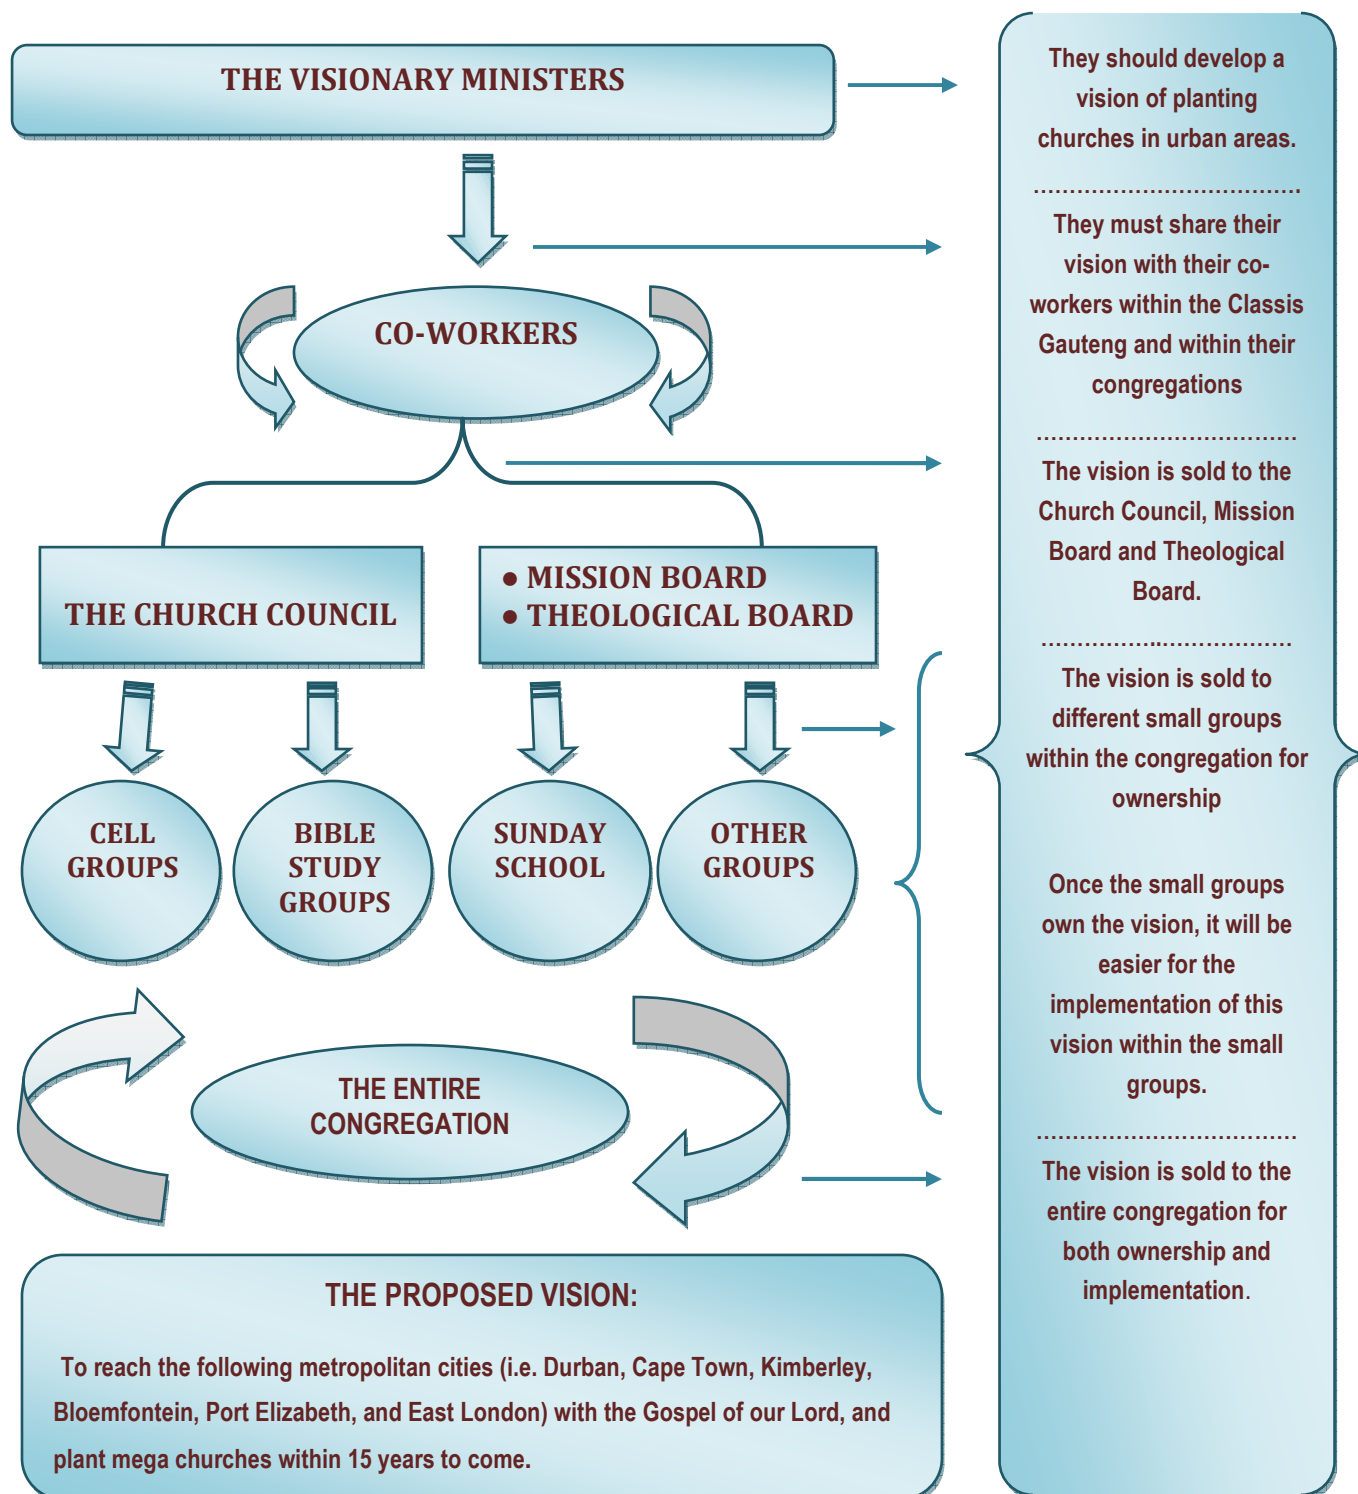 THE VISIONARY MINISTERS
CO-WORKERS
THE CHURCH COUNCIL
● MISSION BOARD
● THEOLOGICAL BOARD
CELL
GROUPS
BIBLE
STUDY
GROUPS
SUNDAY
SCHOOL
OTHER
GROUPS
THE ENTIRE
CONGREGATION
THE PROPOSED VISION:
To reach the following metropolitan cities (i.e. Durban, Cape Town, Kimberley,
Bloemfontein, Port Elizabeth, and East London) with the Gospel of our Lord, and
plant mega churches within 15 years to come.
They should develop a
vision of planting
churches in urban areas.
.....................................
They must share their
vision with their co-
workers within the Classis
Gauteng and within their
congregations
....................................
The vision is sold to the
Church Council, Mission
Board and Theological
Board.
...................................
The vision is sold to
different small groups
within the congregation for
ownership
Once the small groups
own the vision, it will be
easier for the
implementation of this
vision within the small
groups.
....................................
The vision is sold to the
entire congregation for
both ownership and
implementation.